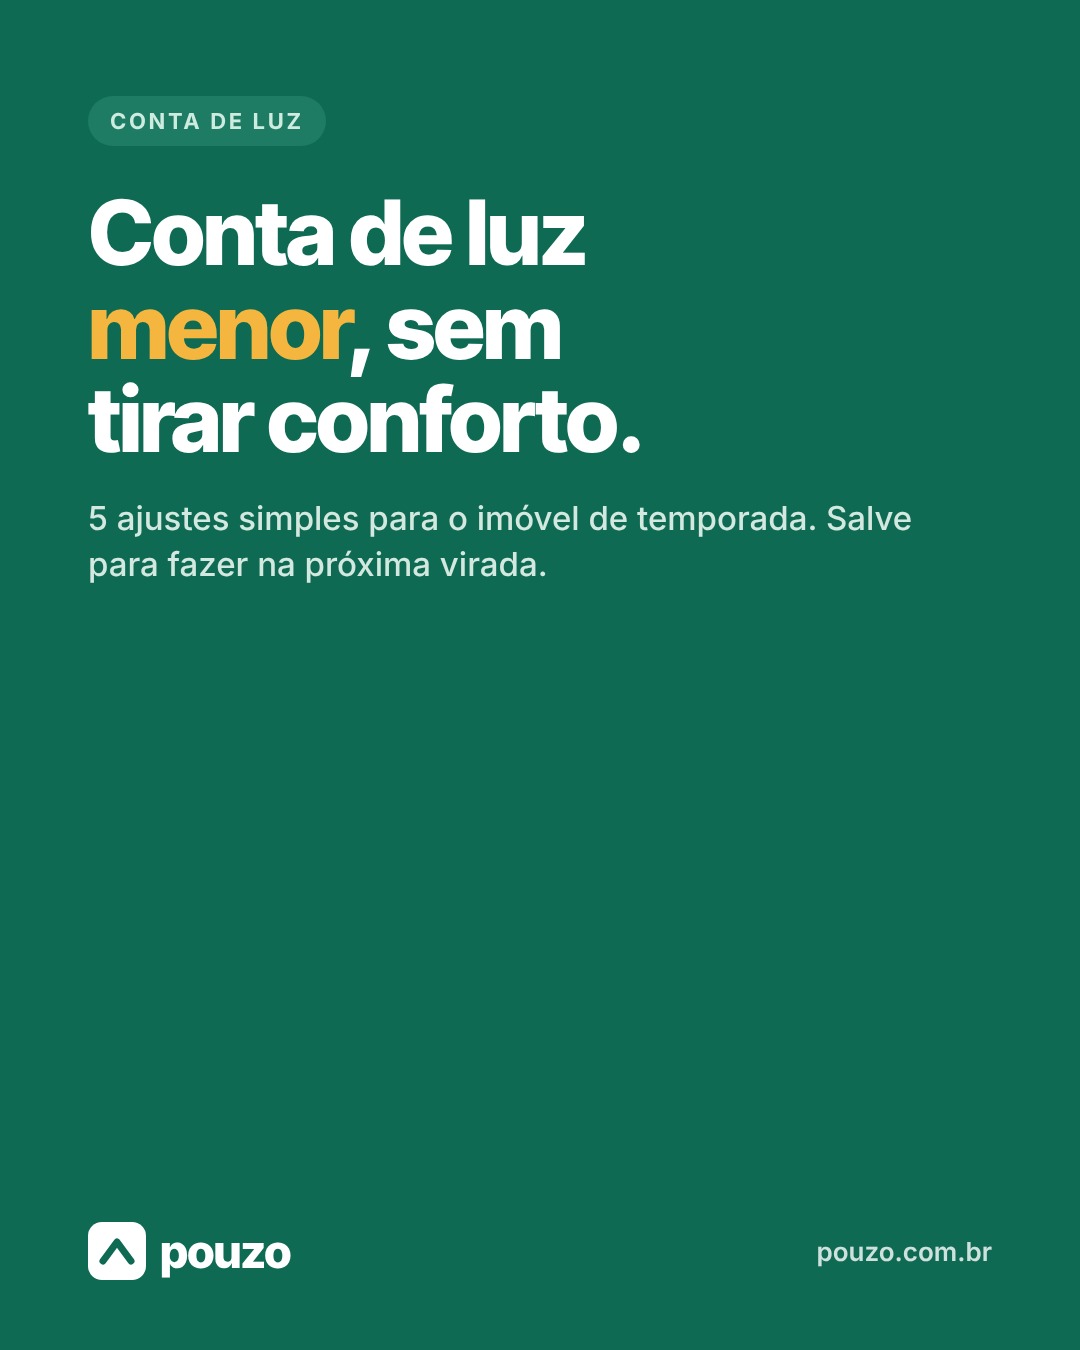 CONTA DE LUZ
Conta de luz
menor, sem
tirar conforto.
5 ajustes simples para o imóvel de temporada. Salve
para fazer na próxima virada.
pouzo
pouzo.com.br